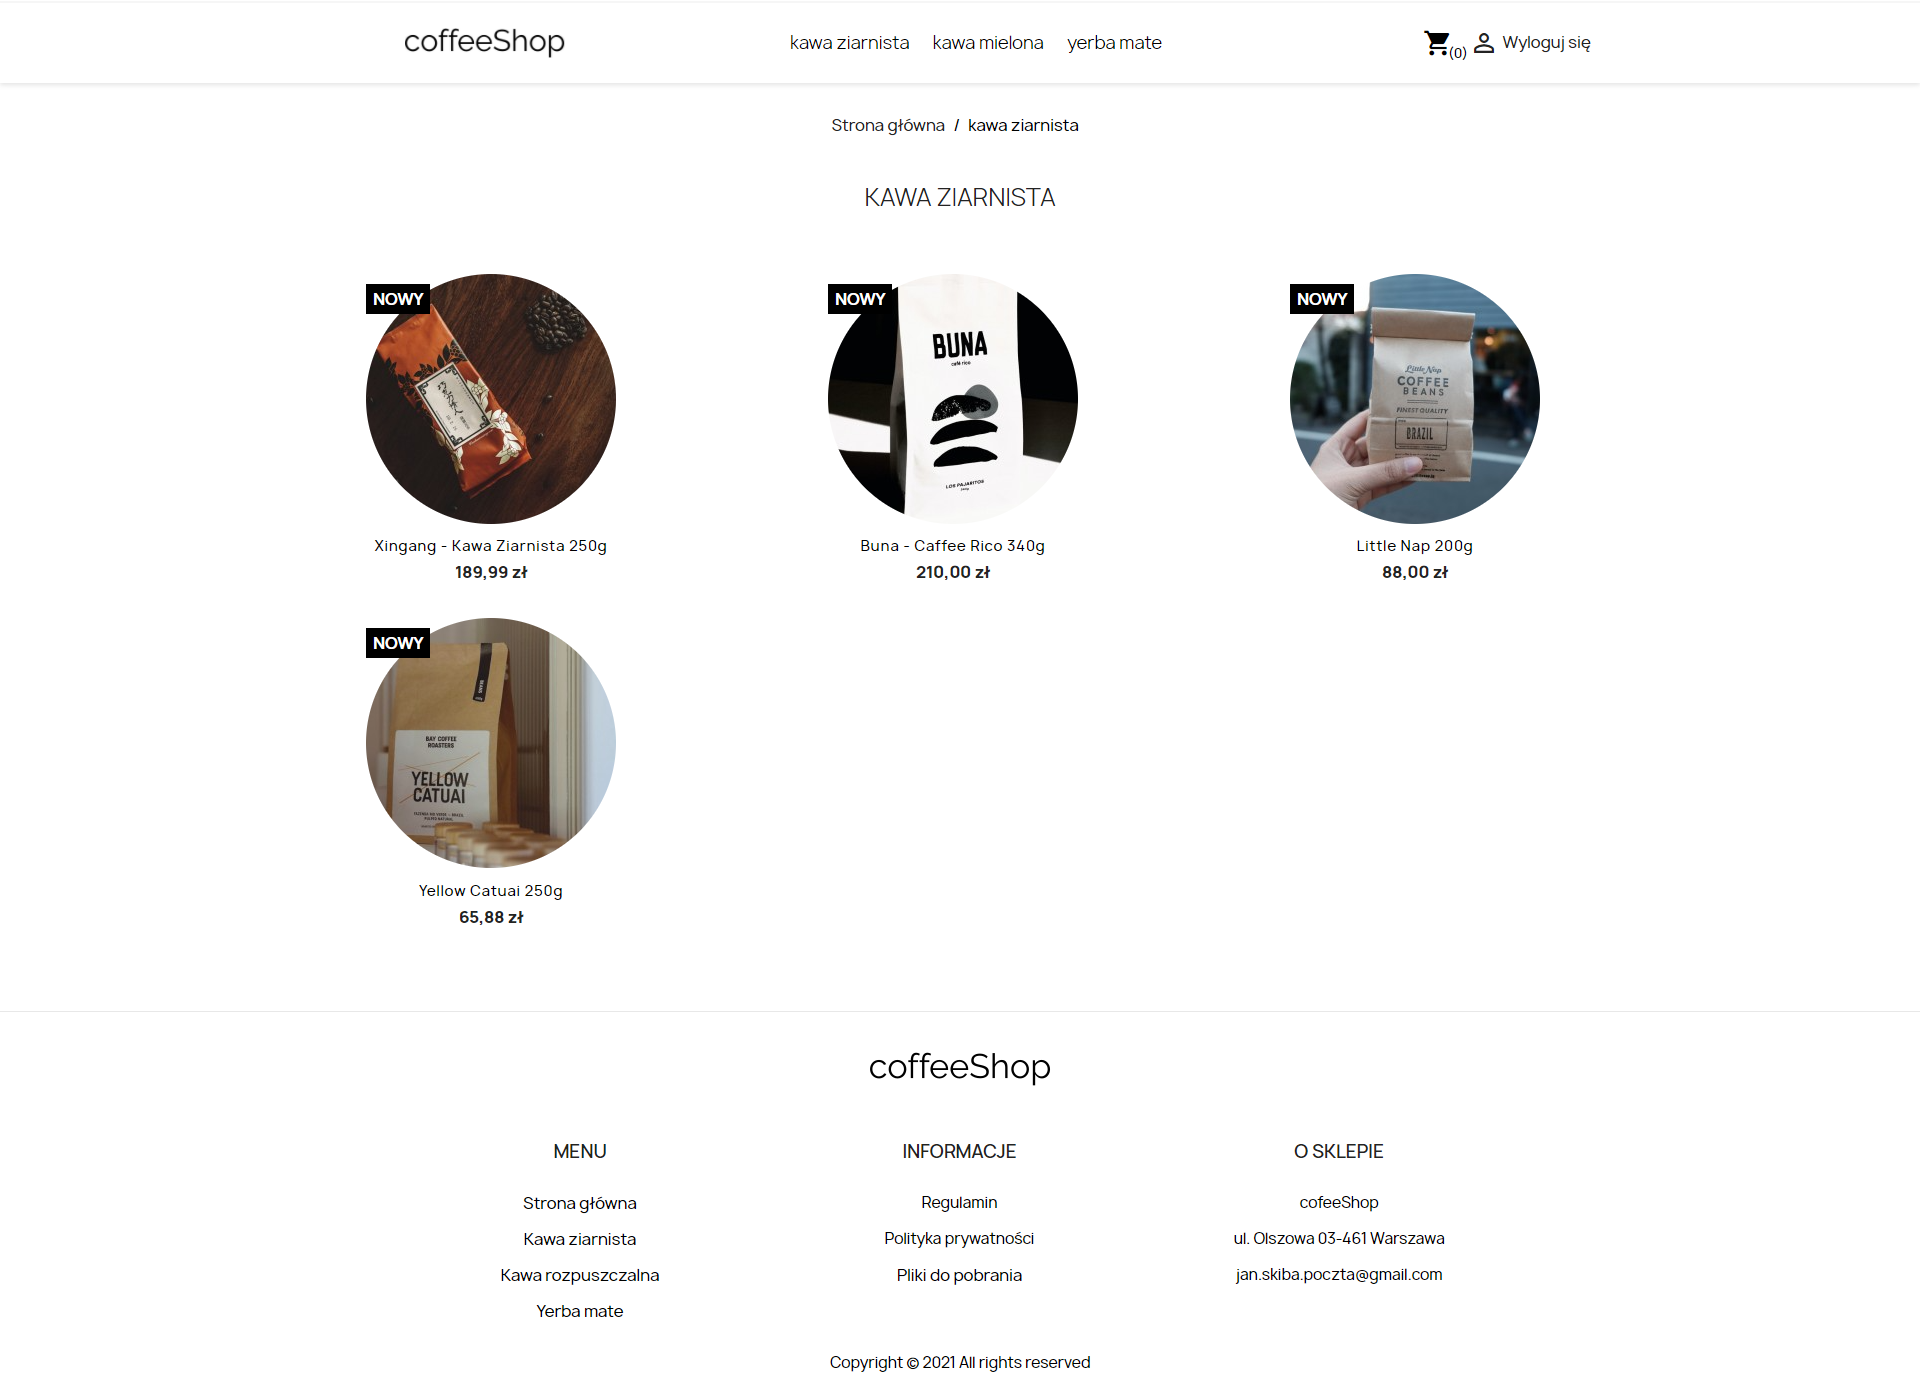 coffeeShop
kawa ziarnista kawa mielona yerba mate
(0) Wyloguj się
Strona główna / kawa ziarnista
KAWA ZIARNISTA
NOWY
NOWY
BUNA
café rico
LOS PAJARITOS
NOWY
Little Nap
COFFEE
BEANS
FINEST QUALITY
BRAZIL
Xingang - Kawa Ziarnista 250g
189,99 zł
Buna - Caffee Rico 340g
210,00 zł
Little Nap 200g
88,00 zł
NOWY
BAY COFFEE
ROASTERS
YELLOW
CATUAI
Yellow Catuai 250g
65,88 zł
coffeeShop
MENU
Strona główna
Kawa ziarnista
Kawa rozpuszczalna
Yerba mate
INFORMACJE
Regulamin
Polityka prywatności
Pliki do pobrania
O SKLEPIE
cofeeShop
ul. Olszowa 03-461 Warszawa
jan.skiba.poczta@gmail.com
Copyright © 2021 All rights reserved